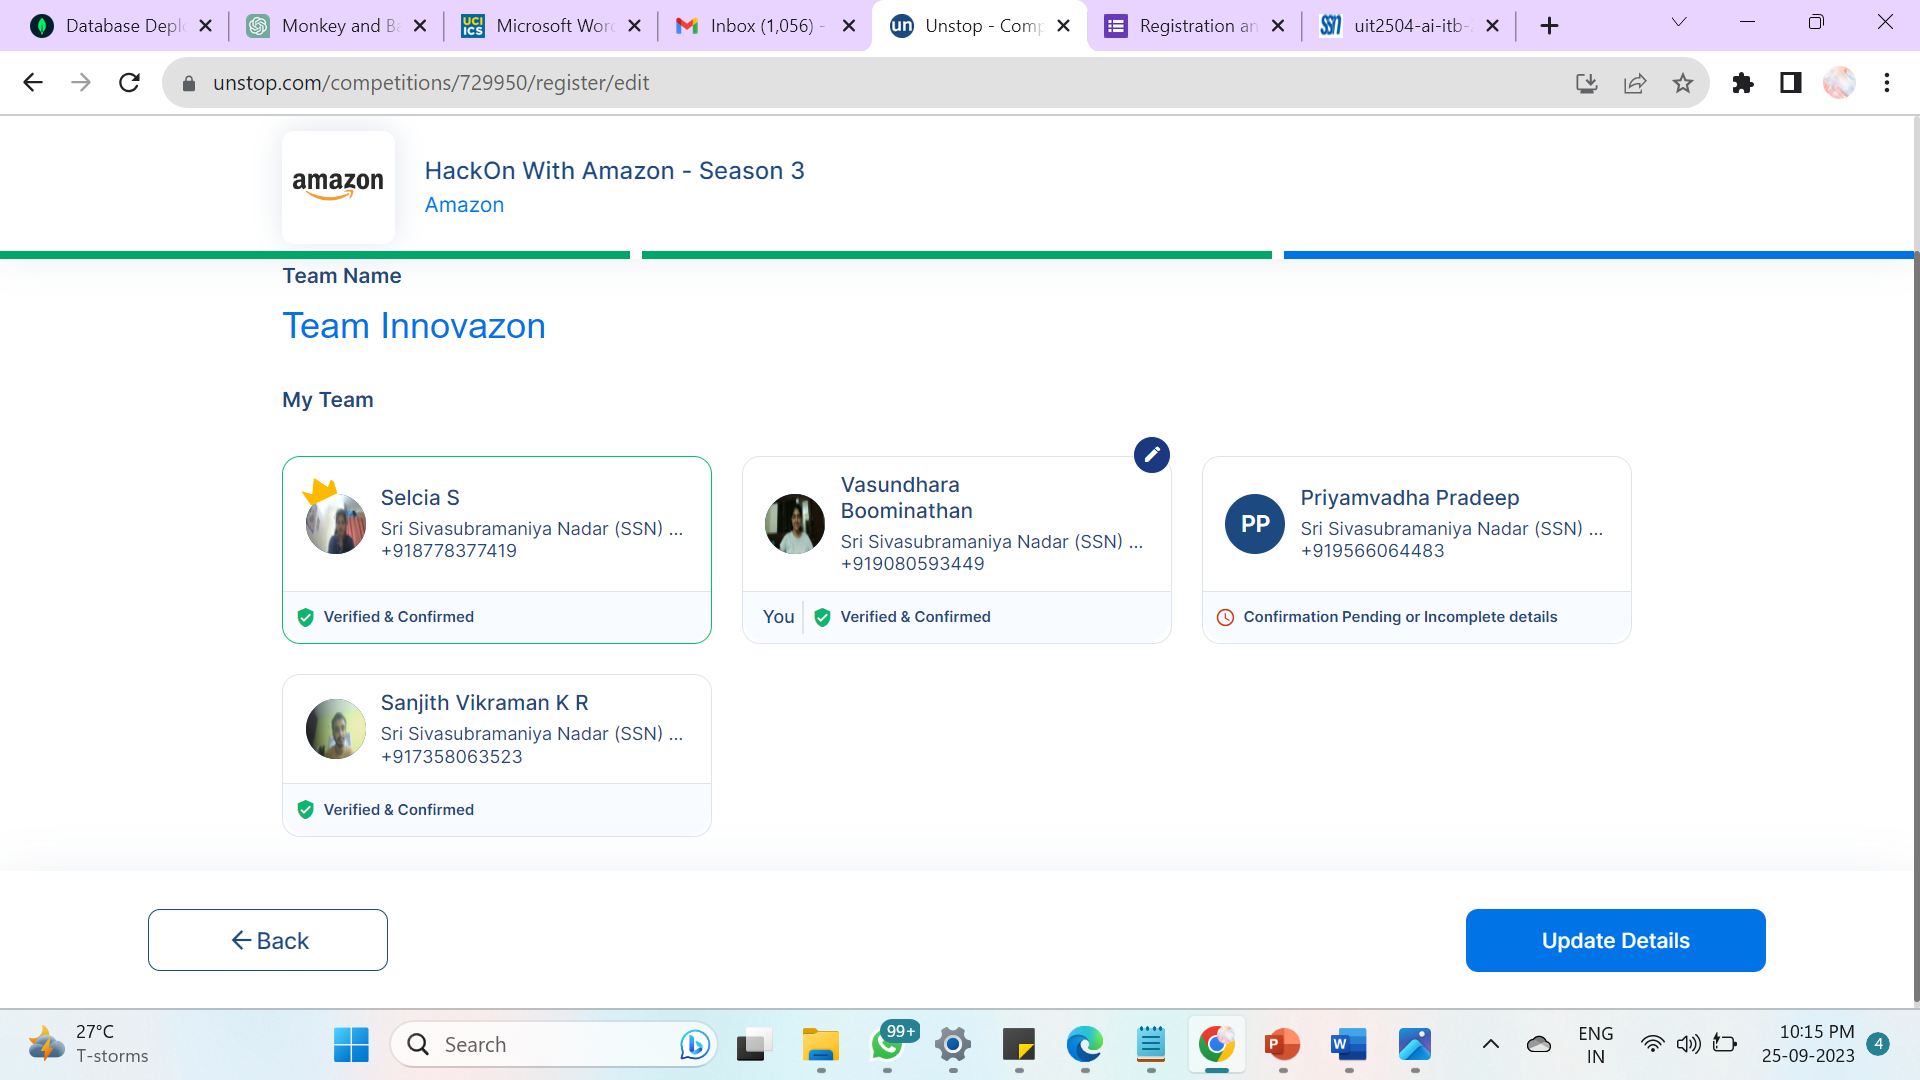 Database Depl
Monkey and Ba
Microsoft Wor
Inbox (1,056) -
Unstop - Comp
Registration an
uit2504-ai-itb-
unstop.com/competitions/729950/register/edit
amazon
HackOn With Amazon - Season 3
Amazon
Team Name
Team Innovazon
My Team
Selcia S
Sri Sivasubramaniya Nadar (SSN) ...
+918778377419
Verified & Confirmed
Vasundhara
Boominathan
Sri Sivasubramaniya Nadar (SSN) ...
+919080593449
You
Verified & Confirmed
PP
Priyamvadha Pradeep
Sri Sivasubramaniya Nadar (SSN) ...
+919566064483
Confirmation Pending or Incomplete details
Sanjith Vikraman K R
Sri Sivasubramaniya Nadar (SSN) ...
+917358063523
Verified & Confirmed
Back
Update Details
27°C
T-storms
Search
99+
ENG
IN
10:15 PM
25-09-2023
4